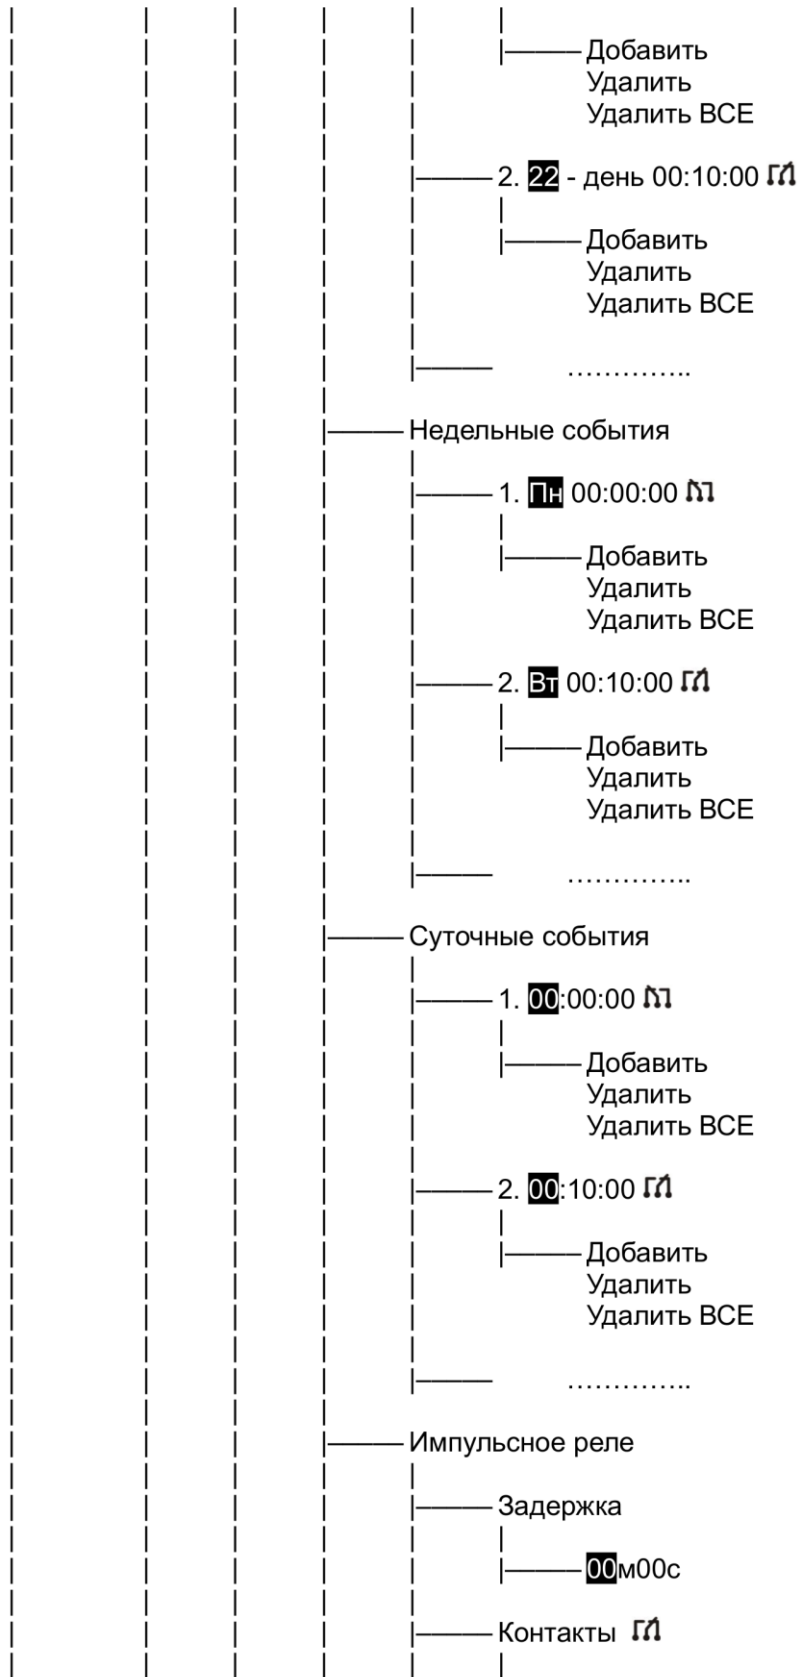 Добавить
Удалить
Удалить ВСЕ
2. 22 - день 00:10:00
Добавить
Удалить
Удалить ВСЕ
…………..
Недельные события
1. Пн 00:00:00
Добавить
Удалить
Удалить ВСЕ
2. Вт 00:10:00
Добавить
Удалить
Удалить ВСЕ
…………..
Суточные события
1. 00:00:00
Добавить
Удалить
Удалить ВСЕ
2. 00:10:00
Добавить
Удалить
Удалить ВСЕ
…………..
Импульсное реле
Задержка
00м00с
Контакты